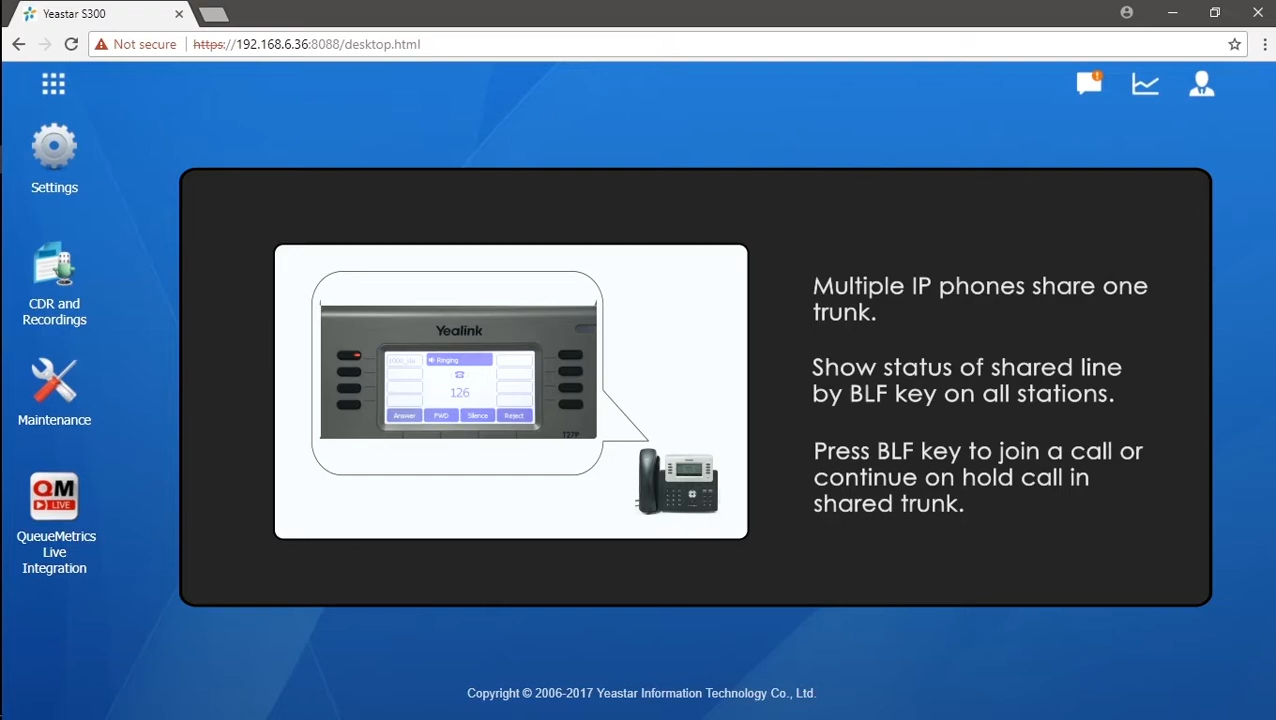 Yeastar S300
Not secure
https://192.168.6.36:8088/desktop.html
Settings
CDR and
Recordings
Maintenance
QM
LIVE
QueueMetrics
Live
Integration
Yealink
Ringing
126
Answer FWD Silence Reject
T27P
Multiple IP phones share one
trunk.
Show status of shared line
by BLF key on all stations.
Press BLF key to join a call or
continue on hold call in
shared trunk.
Copyright © 2006-2017 Yeastar Information Technology Co., Ltd.